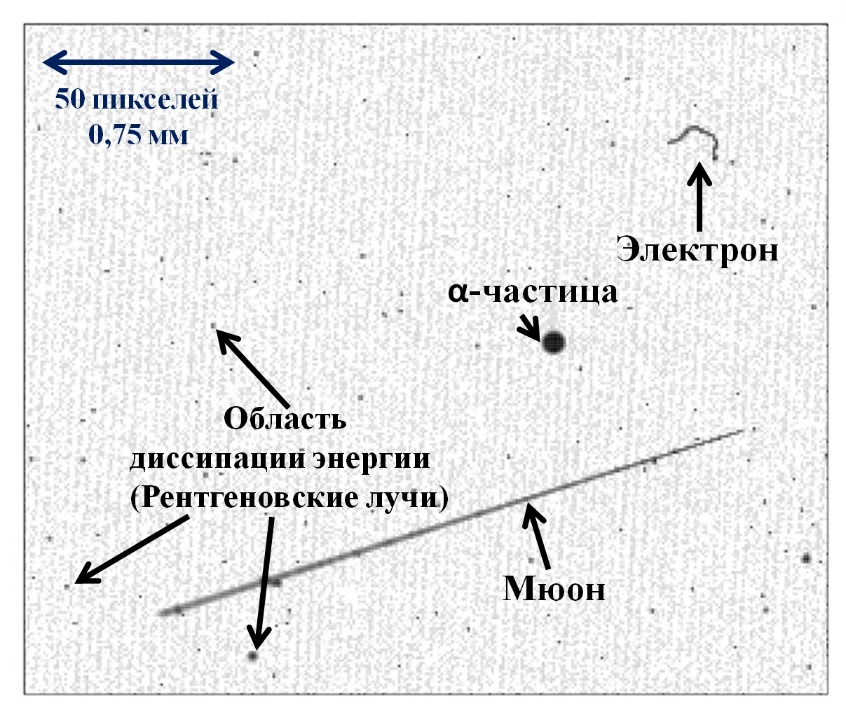 50 пикселей
0,75 мм
Электрон
α-частица
Область
диссипации энергии
(Рентгеновские лучи)
Мюон